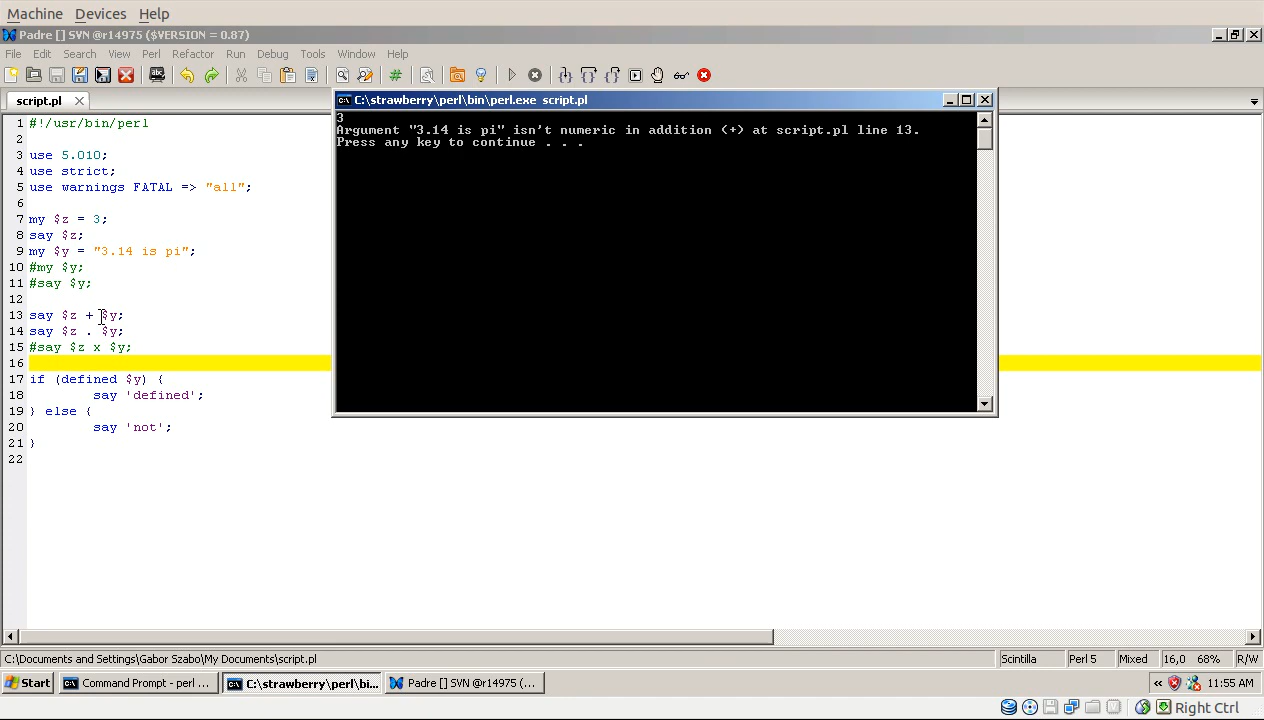 Machine Devices Help
Padre [] SVN @r14975 ($VERSION = 0.87)
File Edit Search View Perl Refactor Run Debug Tools Window Help
script.pl
C:\strawberry\perl\bin\perl.exe script.pl
3
Argument "3.14 is pi" isn't numeric in addition (+) at script.pl line 13.
Press any key to continue . . .
1 #!/usr/bin/perl
2
3 use 5.010;
4 use strict;
5 use warnings FATAL => "all";
6
7 my $z = 3;
8 say $z;
9 my $y = "3.14 is pi";
10 #my $y;
11 #say $y;
12
13 say $z + $y;
14 say $z . $y;
15 #say $z x $y;
16
17 if (defined $y) {
18 say 'defined';
19 } else {
20 say 'not';
21 }
22
C:\Documents and Settings\Gabor Szabo\My Documents\script.pl Scintilla Perl 5 Mixed 16,0 68% R/W
Start Command Prompt - perl ... C:\strawberry\perl\bi... Padre [] SVN @r14975 (... « 11:55 AM
Right Ctrl